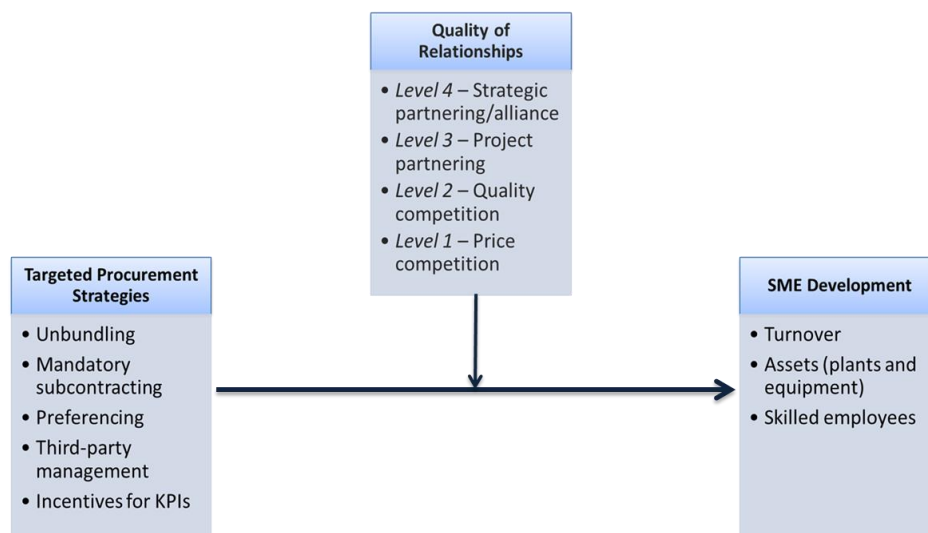 Quality of
Relationships
• Level 4 – Strategic
partnering/alliance
• Level 3 – Project
partnering
• Level 2 – Quality
competition
• Level 1 – Price
competition
Targeted Procurement
Strategies
• Unbundling
• Mandatory
subcontracting
• Preferencing
• Third-party
management
• Incentives for KPIs
SME Development
• Turnover
• Assets (plants and
equipment)
• Skilled employees